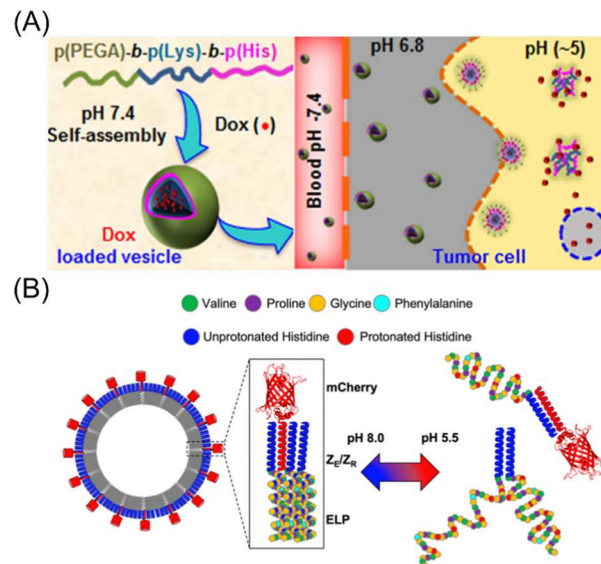 (A)
p(PEGA)-b-p(Lys)-b-p(His)
pH 7.4
Self-assembly
Dox (•)
Dox
loaded vesicle
Blood pH -7.4
pH 6.8
pH (~5)
Tumor cell
(B)
Valine Proline Glycine Phenylalanine
Unprotonated Histidine Protonated Histidine
mCherry
ZE/ZR
ELP
pH 8.0 pH 5.5